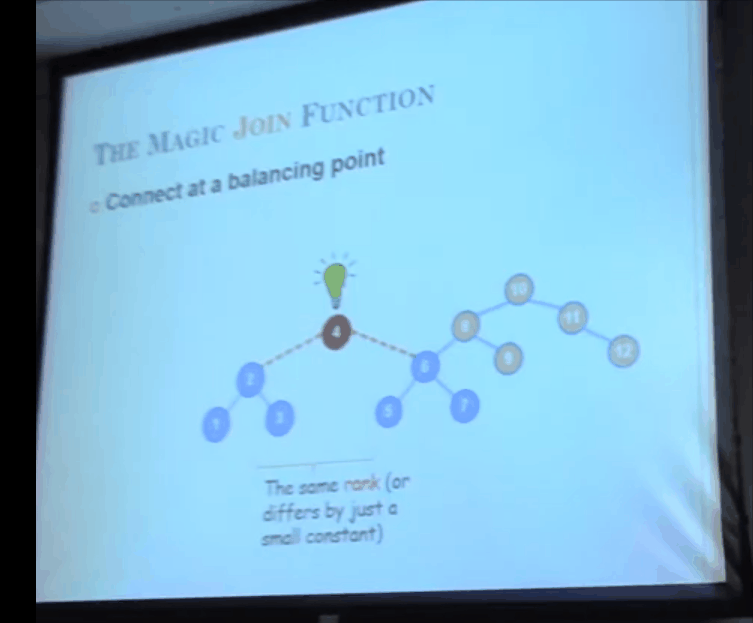 THE MAGIC JOIN FUNCTION
Connect at a balancing point
10
4
8
11
9
12
2
6
1
3
5
7
The same rank (or
differs by just a
small constant)